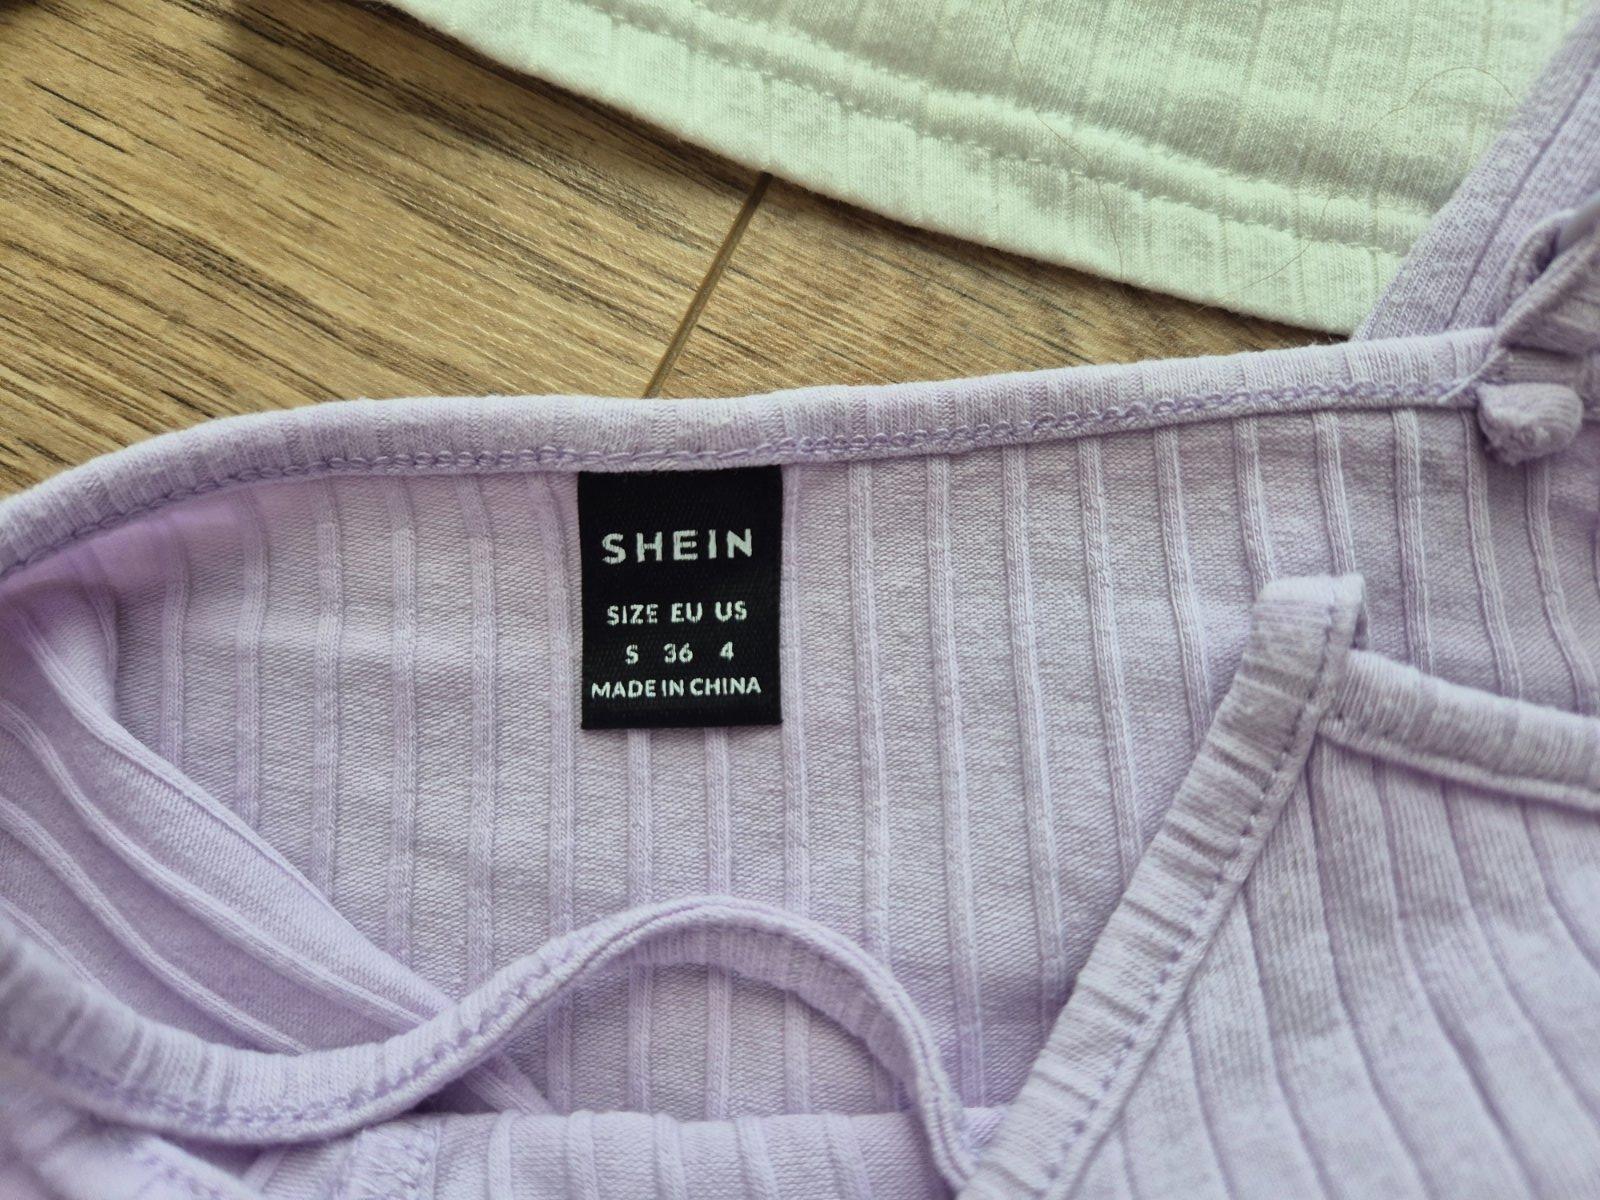 SHEIN
SIZE EU US
S 36 4
MADE IN CHINA